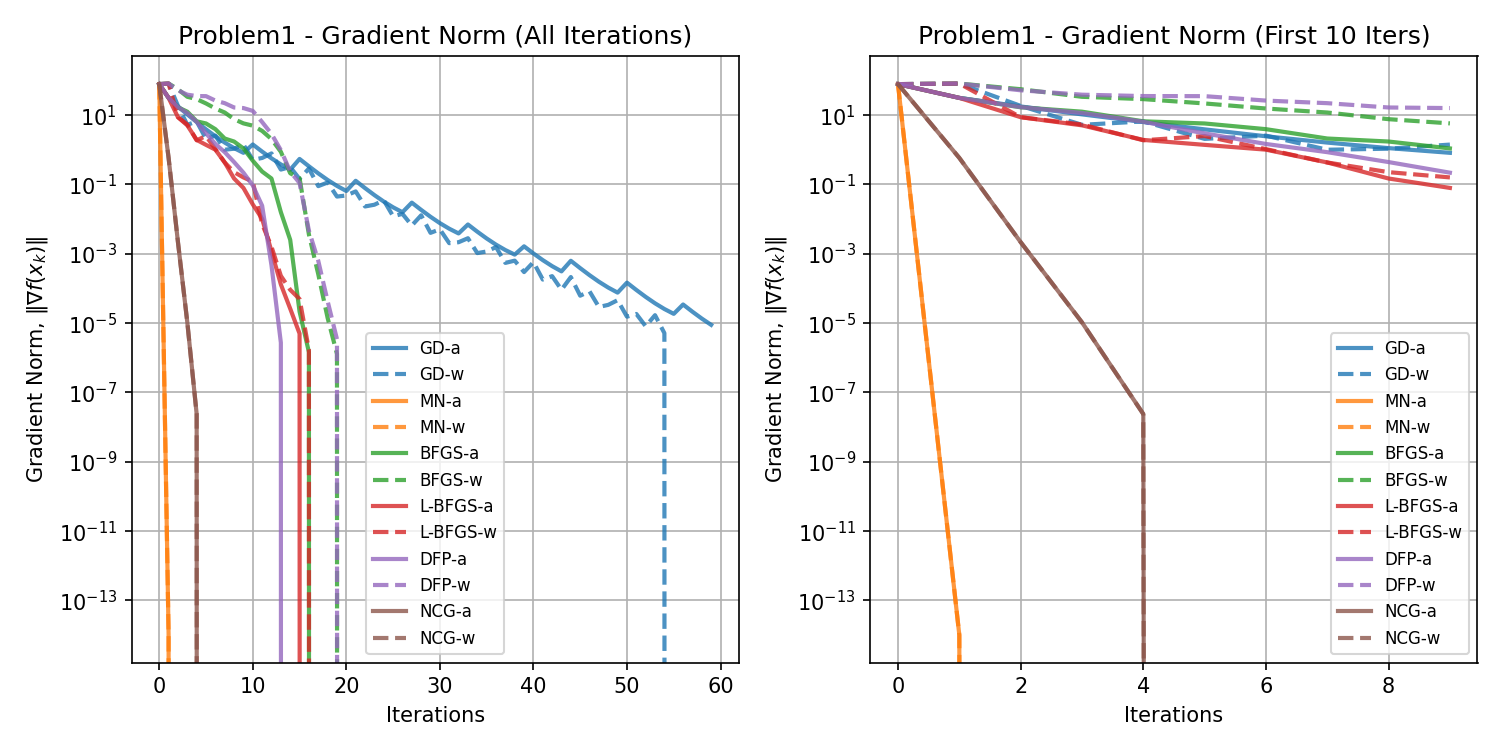 Problem1 - Gradient Norm (All Iterations)
Gradient Norm, ‖∇f(x_k)‖
10^1
10^−1
10^−3
10^−5
10^−7
10^−9
10^−11
10^−13
0 10 20 30 40 50 60
Iterations
GD-a
GD-w
MN-a
MN-w
BFGS-a
BFGS-w
L-BFGS-a
L-BFGS-w
DFP-a
DFP-w
NCG-a
NCG-w
Problem1 - Gradient Norm (First 10 Iters)
Gradient Norm, ‖∇f(x_k)‖
10^1
10^−1
10^−3
10^−5
10^−7
10^−9
10^−11
10^−13
0 2 4 6 8
Iterations
GD-a
GD-w
MN-a
MN-w
BFGS-a
BFGS-w
L-BFGS-a
L-BFGS-w
DFP-a
DFP-w
NCG-a
NCG-w